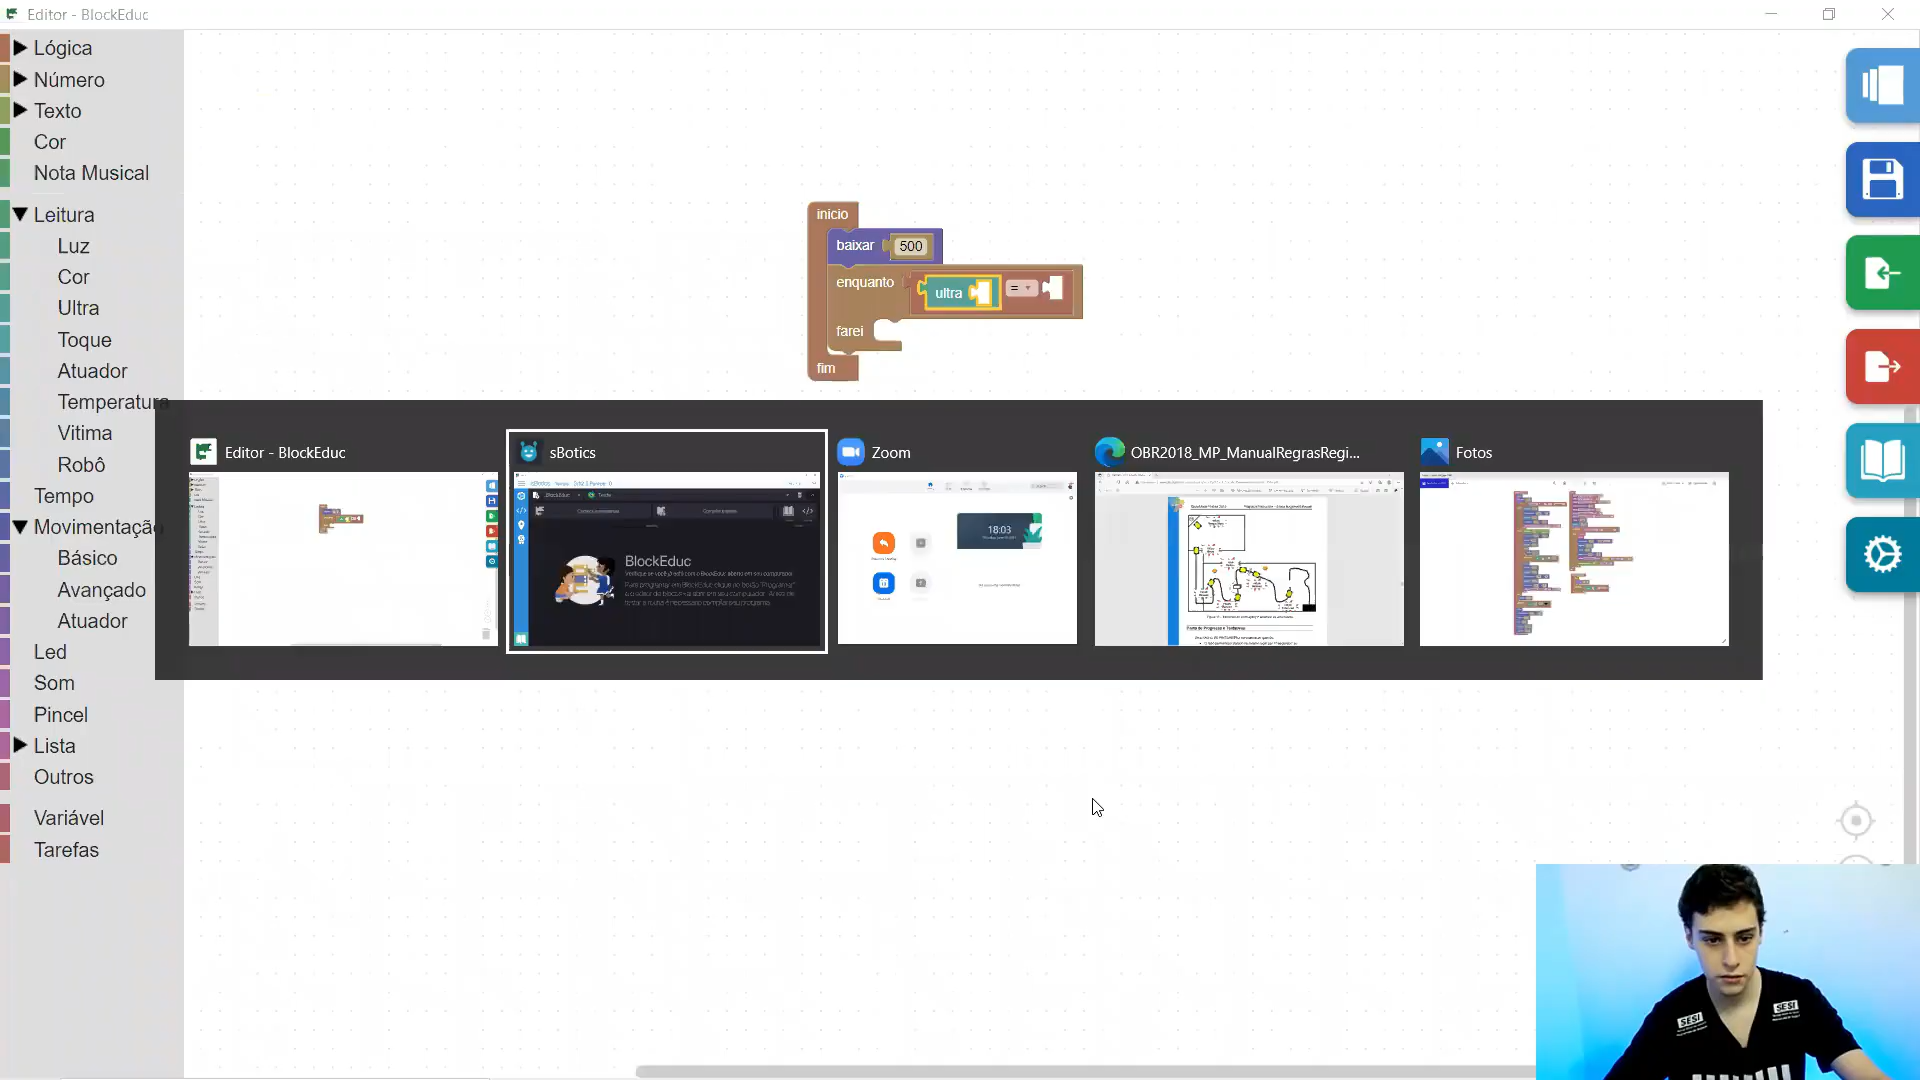 Editor - BlockEduc
Lógica
Número
Texto
Cor
Nota Musical
Leitura
Luz
Cor
Ultra
Toque
Atuador
Temperatura
Vitima
Robô
Tempo
Movimentação
Básico
Avançado
Atuador
Led
Som
Pincel
Lista
Outros
Variável
Tarefas
inicio
baixar 500
enquanto ultra =
farei
fim
Editor - BlockEduc
sBotics
Zoom
OBR2018_MP_ManualRegrasRegi...
Fotos
BlockEduc
18:03
SESI
SESI